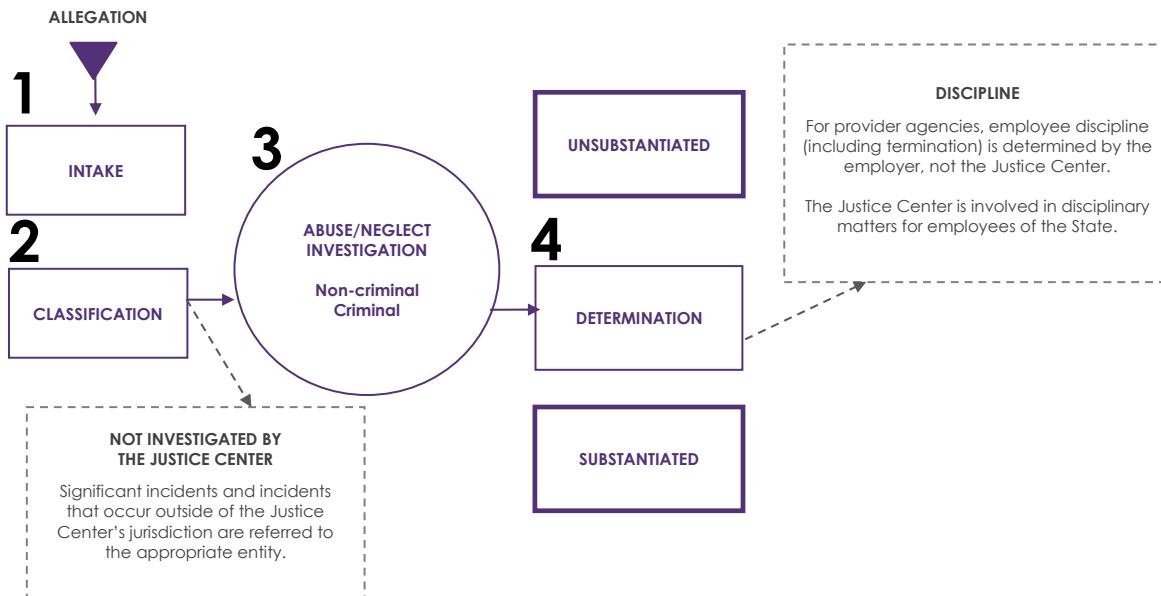 ALLEGATION
1
INTAKE
2
CLASSIFICATION
NOT INVESTIGATED BY
THE JUSTICE CENTER
Significant incidents and incidents
that occur outside of the Justice
Center’s jurisdiction are referred to
the appropriate entity.
3
ABUSE/NEGLECT
INVESTIGATION
Non-criminal
Criminal
4
DETERMINATION
UNSUBSTANTIATED
SUBSTANTIATED
DISCIPLINE
For provider agencies, employee discipline
(including termination) is determined by the
employer, not the Justice Center.
The Justice Center is involved in disciplinary
matters for employees of the State.